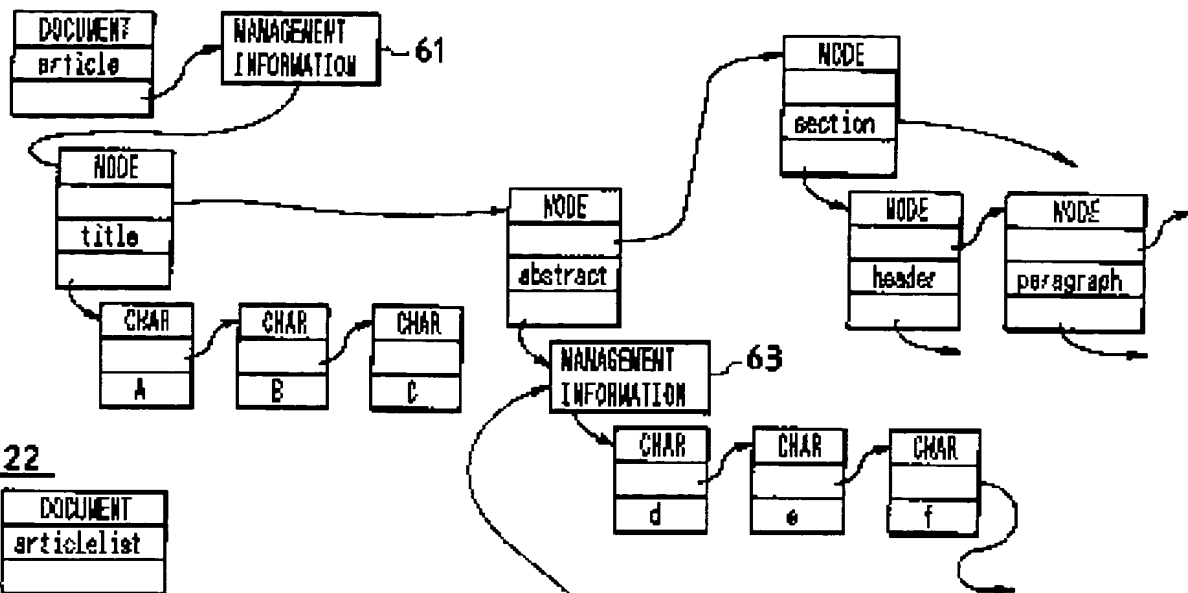 DOCUMENT
article
MANAGEMENT
INFORMATION
61
NODE
section
NODE
title
NODE
abstract
NODE
header
NODE
paragraph
CHAR
A
CHAR
B
CHAR
C
MANAGEMENT
INFORMATION
63
CHAR
d
CHAR
e
CHAR
f
22
DOCUMENT
articlelist